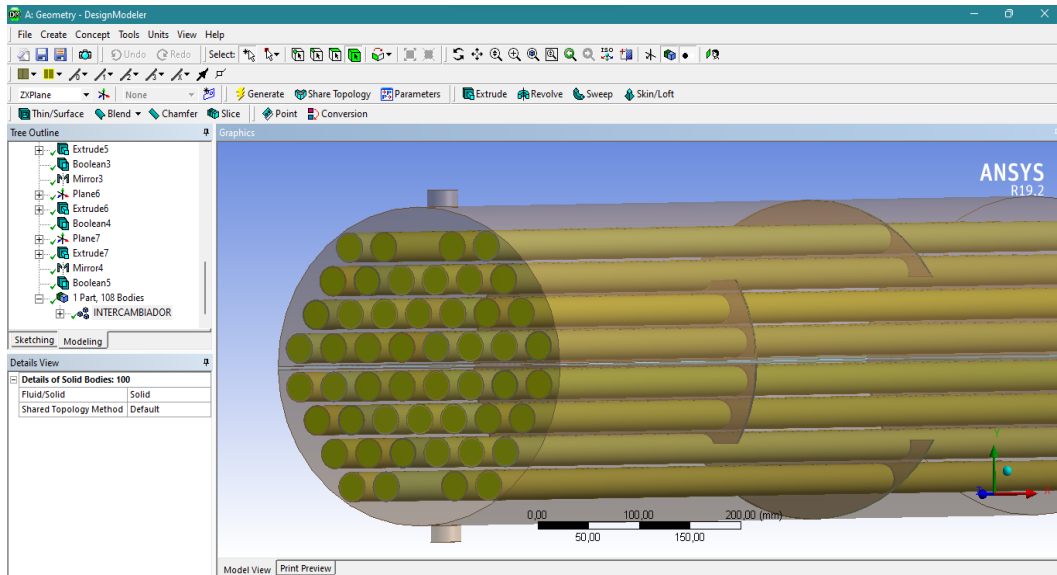 A: Geometry - DesignModeler
File Create Concept Tools Units View Help
Undo Redo Select:
ZXPlane None Generate Share Topology Parameters Extrude Revolve Sweep Skin/Loft
Thin/Surface Blend Chamfer Slice Point Conversion
Tree Outline
Graphics
Extrude5
Boolean3
Mirror3
Plane6
Extrude6
Boolean4
Plane7
Extrude7
Mirror4
Boolean5
1 Part, 108 Bodies
INTERCAMBIADOR
Sketching Modeling
Details View
Details of Solid Bodies: 100
Fluid/Solid Solid
Shared Topology Method Default
ANSYS
R19.2
Y
X
Z
0,00 100,00 200,00 (mm)
50,00 150,00
Model View Print Preview